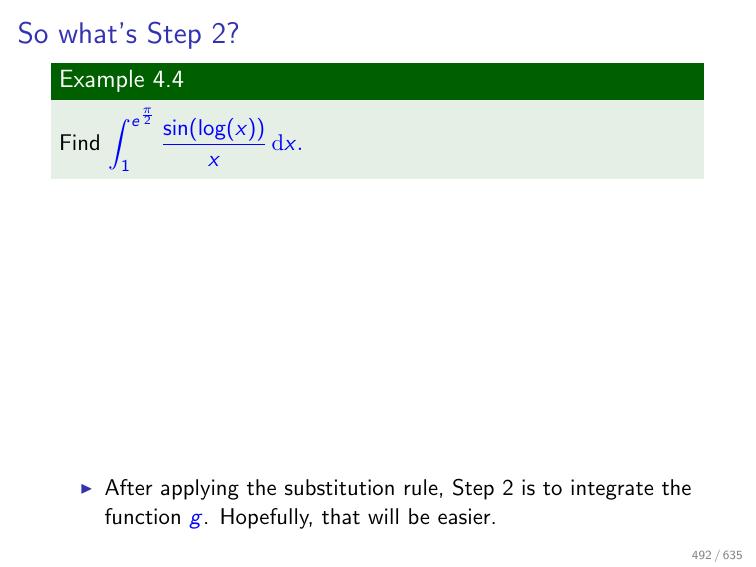 So what's Step 2?
Example 4.4
Find $\int_1^{e^{\frac{\pi}{2}}} \frac{\sin(\log(x))}{x} \, \mathrm{d}x.$
▶ After applying the substitution rule, Step 2 is to integrate the
function g. Hopefully, that will be easier.
492 / 635